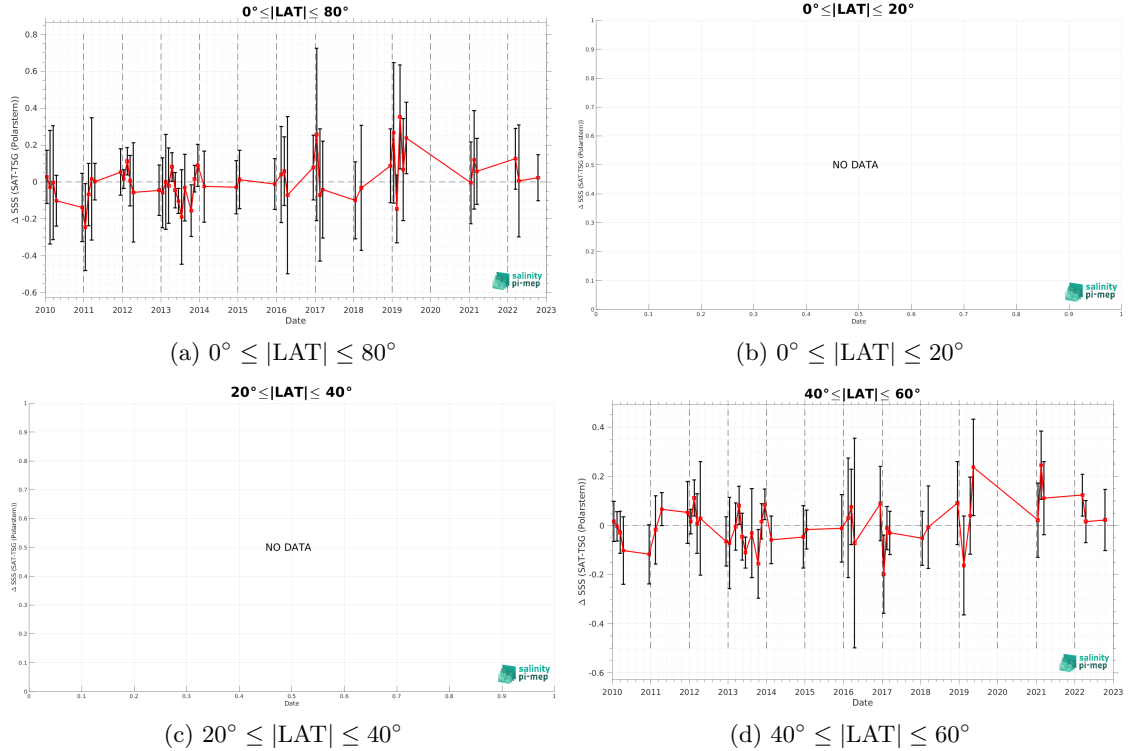 0°≤|LAT|≤ 80°
Δ SSS (SAT-TSG (Polarstern))
0.8
0.6
0.4
0.2
0
-0.2
-0.4
-0.6
2010 2011 2012 2013 2014 2015 2016 2017 2018 2019 2020 2021 2022 2023
Date
salinity
pi-mep
(a) 0° ≤ |LAT| ≤ 80°
0°≤|LAT|≤ 20°
Δ SSS (SAT-TSG (Polarstern))
1
0.9
0.8
0.7
0.6
0.5
0.4
0.3
0.2
0.1
0
NO DATA
0 0.1 0.2 0.3 0.4 0.5 0.6 0.7 0.8 0.9 1
Date
salinity
pi-mep
(b) 0° ≤ |LAT| ≤ 20°
20°≤|LAT|≤ 40°
Δ SSS (SAT-TSG (Polarstern))
1
0.9
0.8
0.7
0.6
0.5
0.4
0.3
0.2
0.1
0
NO DATA
0 0.1 0.2 0.3 0.4 0.5 0.6 0.7 0.8 0.9 1
Date
salinity
pi-mep
(c) 20° ≤ |LAT| ≤ 40°
40°≤|LAT|≤ 60°
Δ SSS (SAT-TSG (Polarstern))
0.4
0.2
0
-0.2
-0.4
-0.6
2010 2011 2012 2013 2014 2015 2016 2017 2018 2019 2020 2021 2022 2023
Date
salinity
pi-mep
(d) 40° ≤ |LAT| ≤ 60°